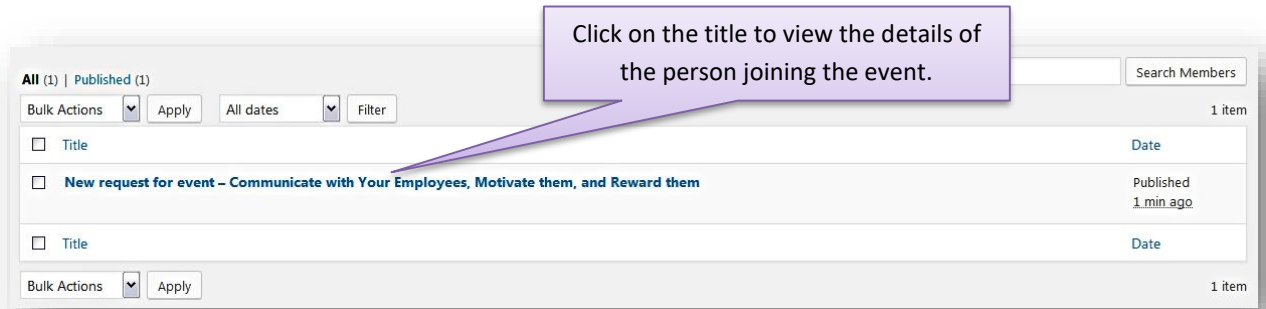 Click on the title to view the details of
the person joining the event.
All (1) | Published (1)
Search Members
Bulk Actions Apply All dates Filter 1 item
Title Date
New request for event – Communicate with Your Employees, Motivate them, and Reward them Published
1 min ago
Title Date
Bulk Actions Apply 1 item